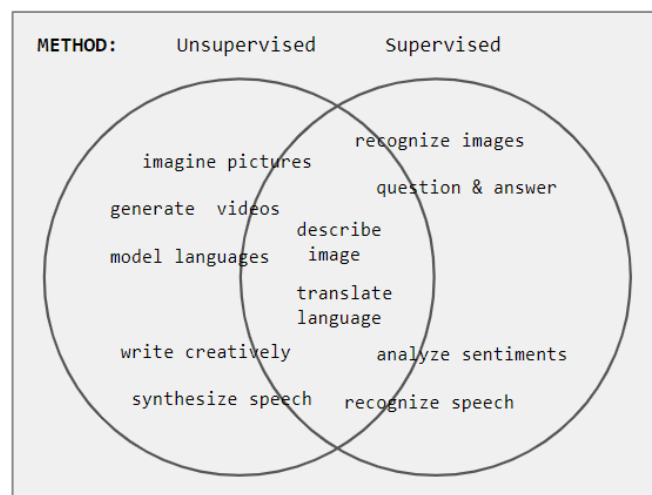 METHOD: Unsupervised Supervised
recognize images
imagine pictures
question & answer
generate videos
describe
image
model languages
translate
language
write creatively
analyze sentiments
synthesize speech
recognize speech